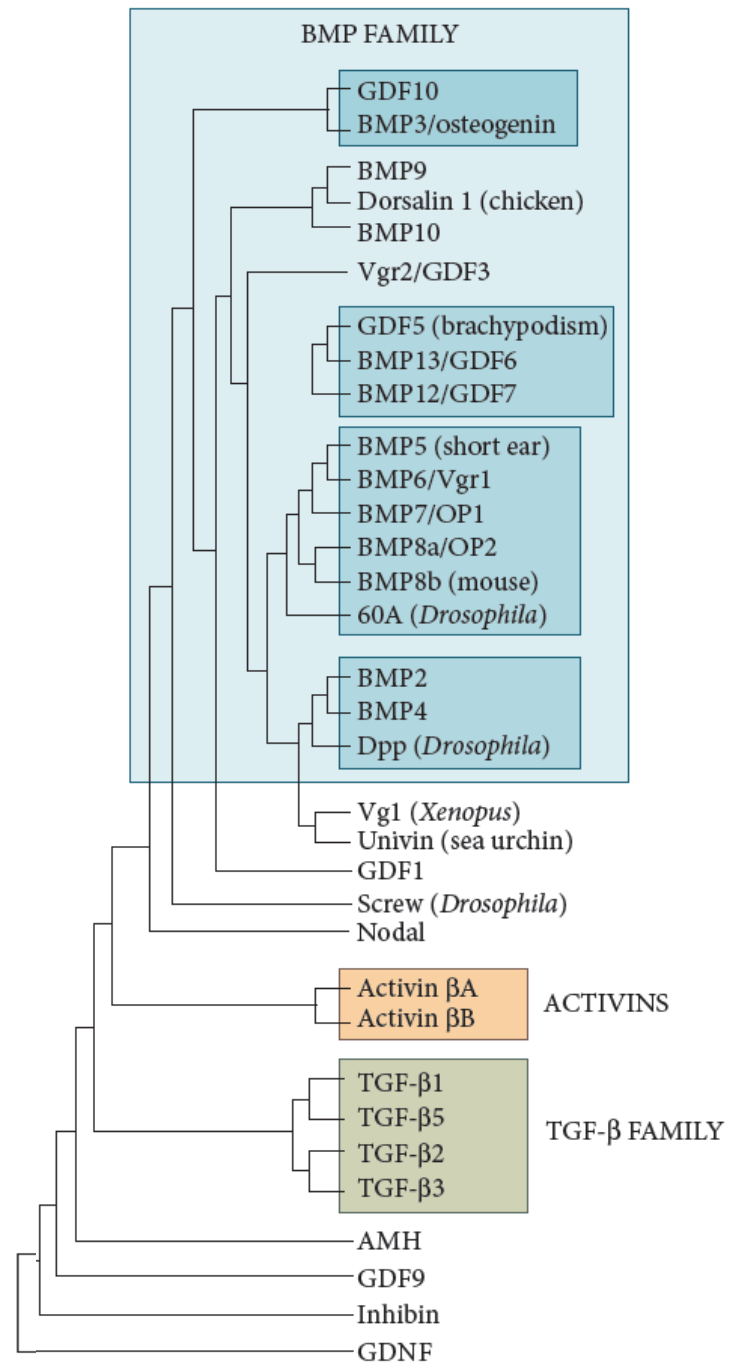 BMP FAMILY
GDF10
BMP3/osteogenin
BMP9
Dorsalin 1 (chicken)
BMP10
Vgr2/GDF3
GDF5 (brachypodism)
BMP13/GDF6
BMP12/GDF7
BMP5 (short ear)
BMP6/Vgr1
BMP7/OP1
BMP8a/OP2
BMP8b (mouse)
60A (Drosophila)
BMP2
BMP4
Dpp (Drosophila)
Vg1 (Xenopus)
Univin (sea urchin)
GDF1
Screw (Drosophila)
Nodal
Activin βA
Activin βB
ACTIVINS
TGF-β1
TGF-β5
TGF-β2
TGF-β3
TGF-β FAMILY
AMH
GDF9
Inhibin
GDNF